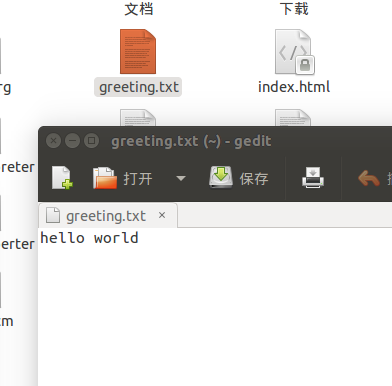 文档 下载
greeting.txt index.html
rg
reter
erter
tm
greeting.txt (~) - gedit
打开 保存
greeting.txt ×
hello world